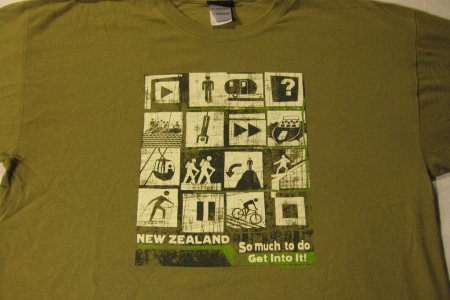 ?
NEW ZEALAND
So much to do
Get Into It!